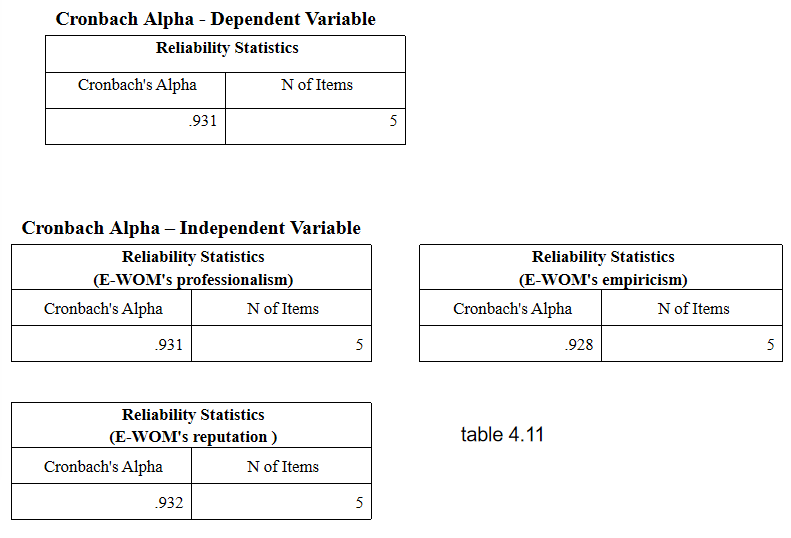 Cronbach Alpha - Dependent Variable
Reliability Statistics
Cronbach's Alpha N of Items
.931 5
Cronbach Alpha – Independent Variable
Reliability Statistics
(E-WOM's professionalism)
Cronbach's Alpha N of Items
.931 5
Reliability Statistics
(E-WOM's empiricism)
Cronbach's Alpha N of Items
.928 5
Reliability Statistics
(E-WOM's reputation )
Cronbach's Alpha N of Items
.932 5
table 4.11